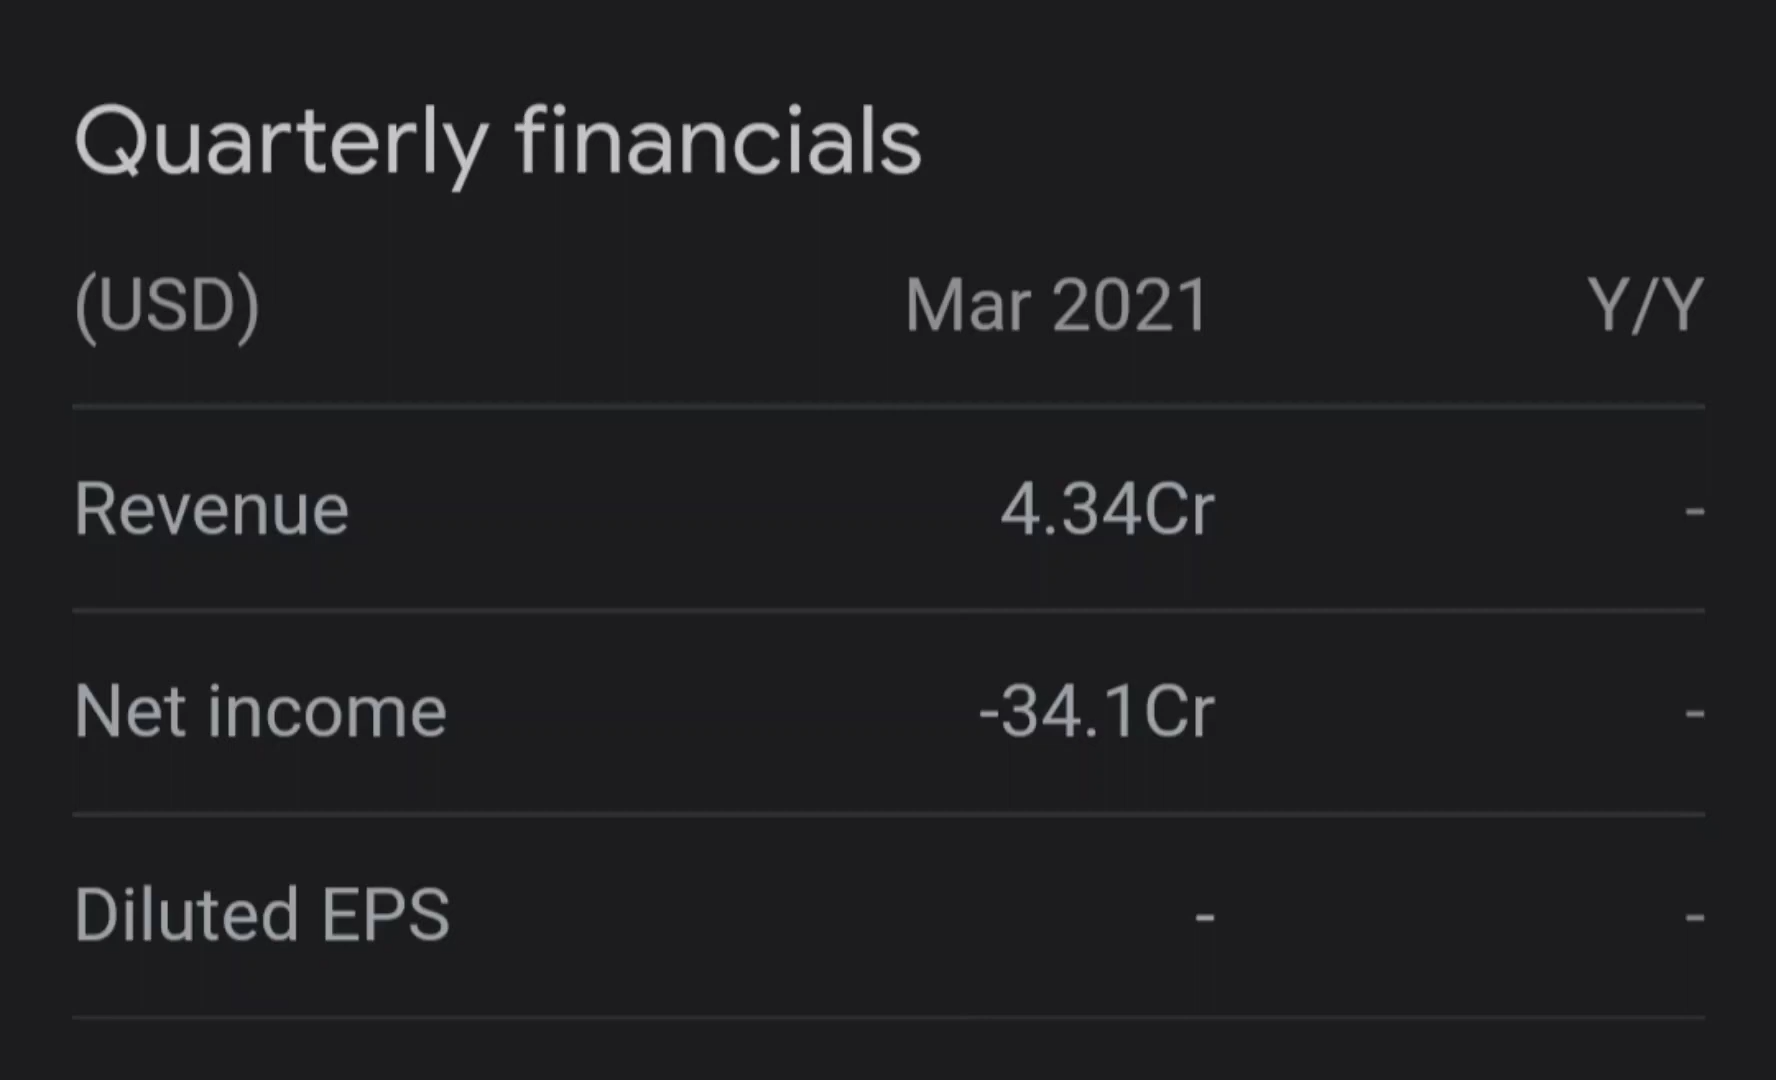 Quarterly financials
(USD) Mar 2021 Y/Y
Revenue 4.34Cr -
Net income -34.1Cr -
Diluted EPS - -